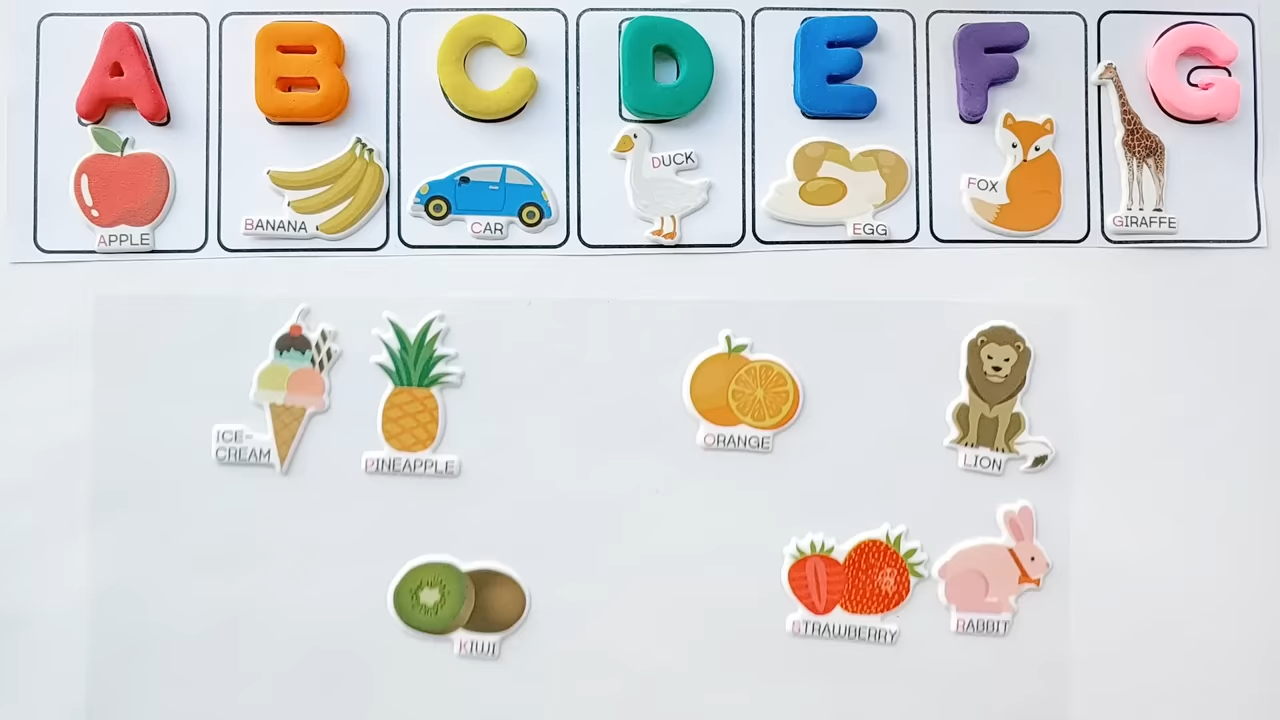 A B C D E F G
APPLE
BANANA
CAR
DUCK
EGG
FOX
GIRAFFE
ICE-
CREAM
PINEAPPLE
ORANGE
LION
KIWI
STRAWBERRY
RABBIT